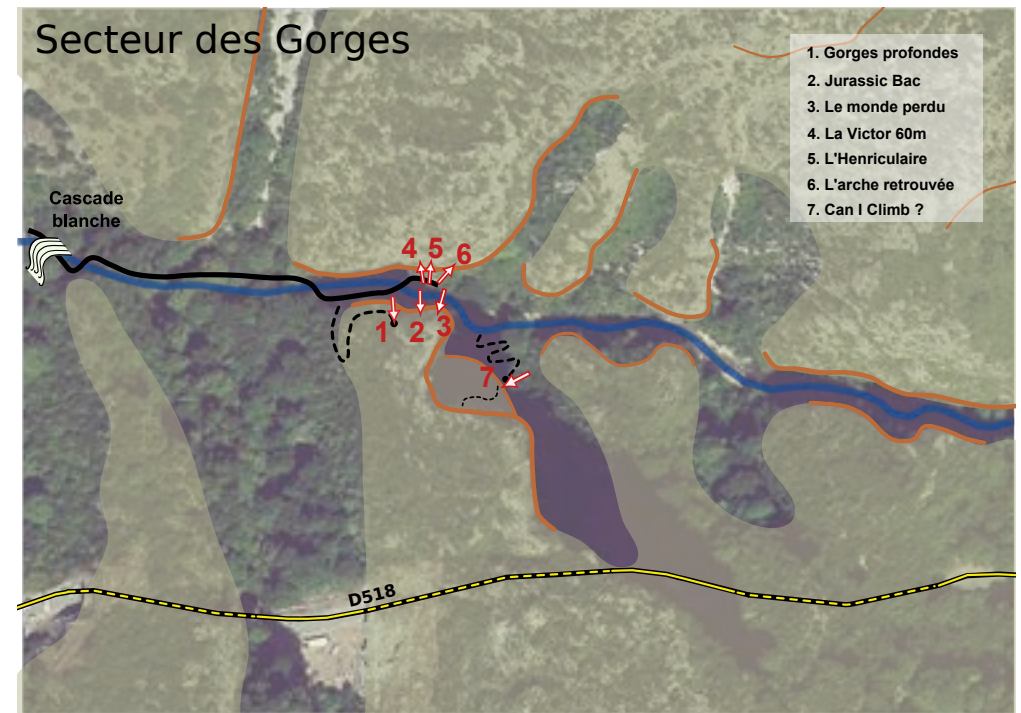 Secteur des Gorges
1. Gorges profondes
2. Jurassic Bac
3. Le monde perdu
4. La Victor 60m
5. L'Henriculaire
6. L'arche retrouvée
7. Can I Climb ?
Cascade
blanche
4 5 6
1 2 3
7
D518